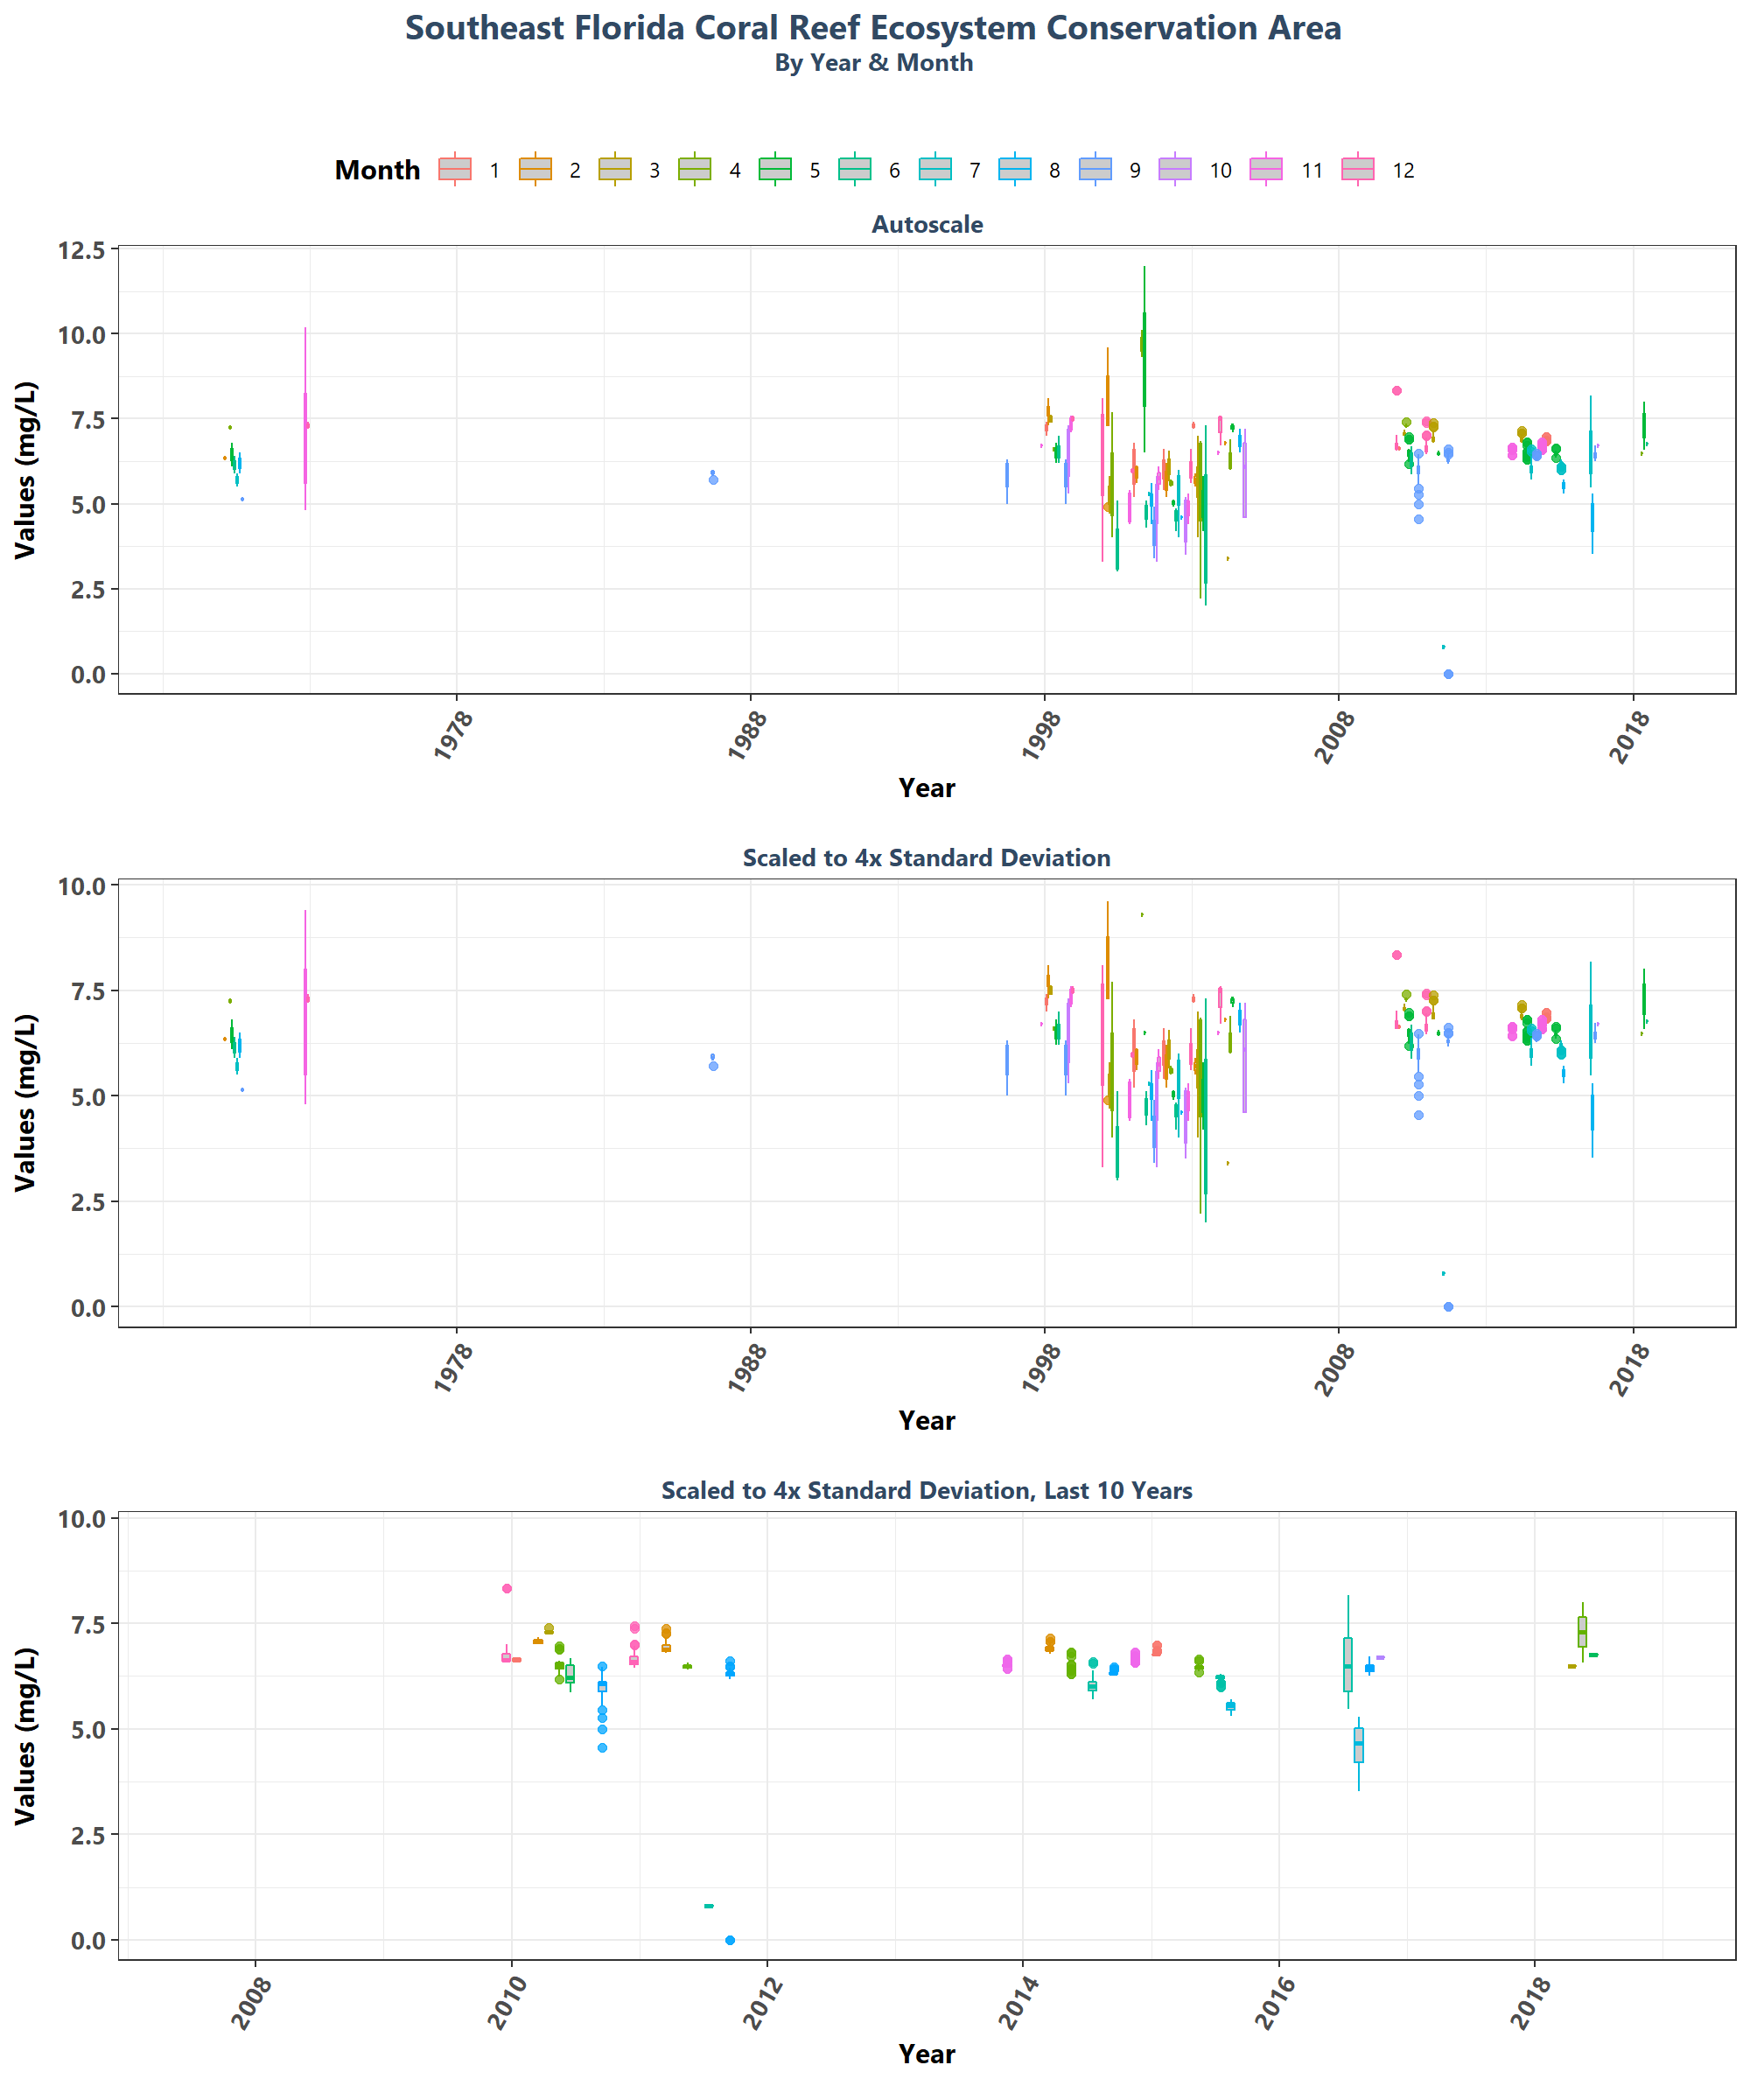 Southeast Florida Coral Reef Ecosystem Conservation Area
By Year & Month
Month 1 2 3 4 5 6 7 8 9 10 11 12
Autoscale
Values (mg/L)
12.5
10.0
7.5
5.0
2.5
0.0
1978 1988 1998 2008 2018
Year
Scaled to 4x Standard Deviation
Values (mg/L)
10.0
7.5
5.0
2.5
0.0
1978 1988 1998 2008 2018
Year
Scaled to 4x Standard Deviation, Last 10 Years
Values (mg/L)
10.0
7.5
5.0
2.5
0.0
2008 2010 2012 2014 2016 2018
Year